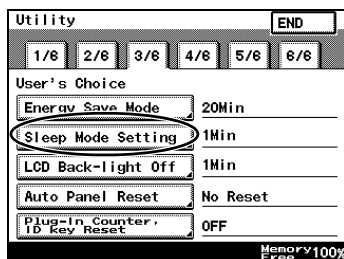 Utility END
1/6 2/6 3/6 4/6 5/6 6/6
User's Choice
Energy Save Mode 20Min
Sleep Mode Setting 1Min
LCD Back-light Off 1Min
Auto Panel Reset No Reset
Plug-In Counter,
ID key Reset OFF
Memory
Free 100%